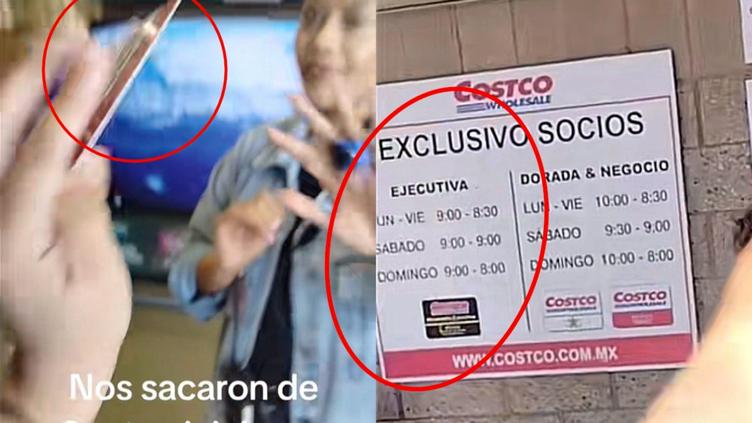 Nos sacaron de
COSTCO
WHOLESALE
EXCLUSIVO SOCIOS
EJECUTIVA
LUN - VIE 9:00 - 8:30
SÁBADO 9:00 - 9:00
DOMINGO 9:00 - 8:00
DORADA & NEGOCIO
LUN - VIE 10:00 - 8:30
SÁBADO 9:30 - 9:00
DOMINGO 10:00 - 8:00
COSTCO
COSTCO
WWW.COSTCO.COM.MX